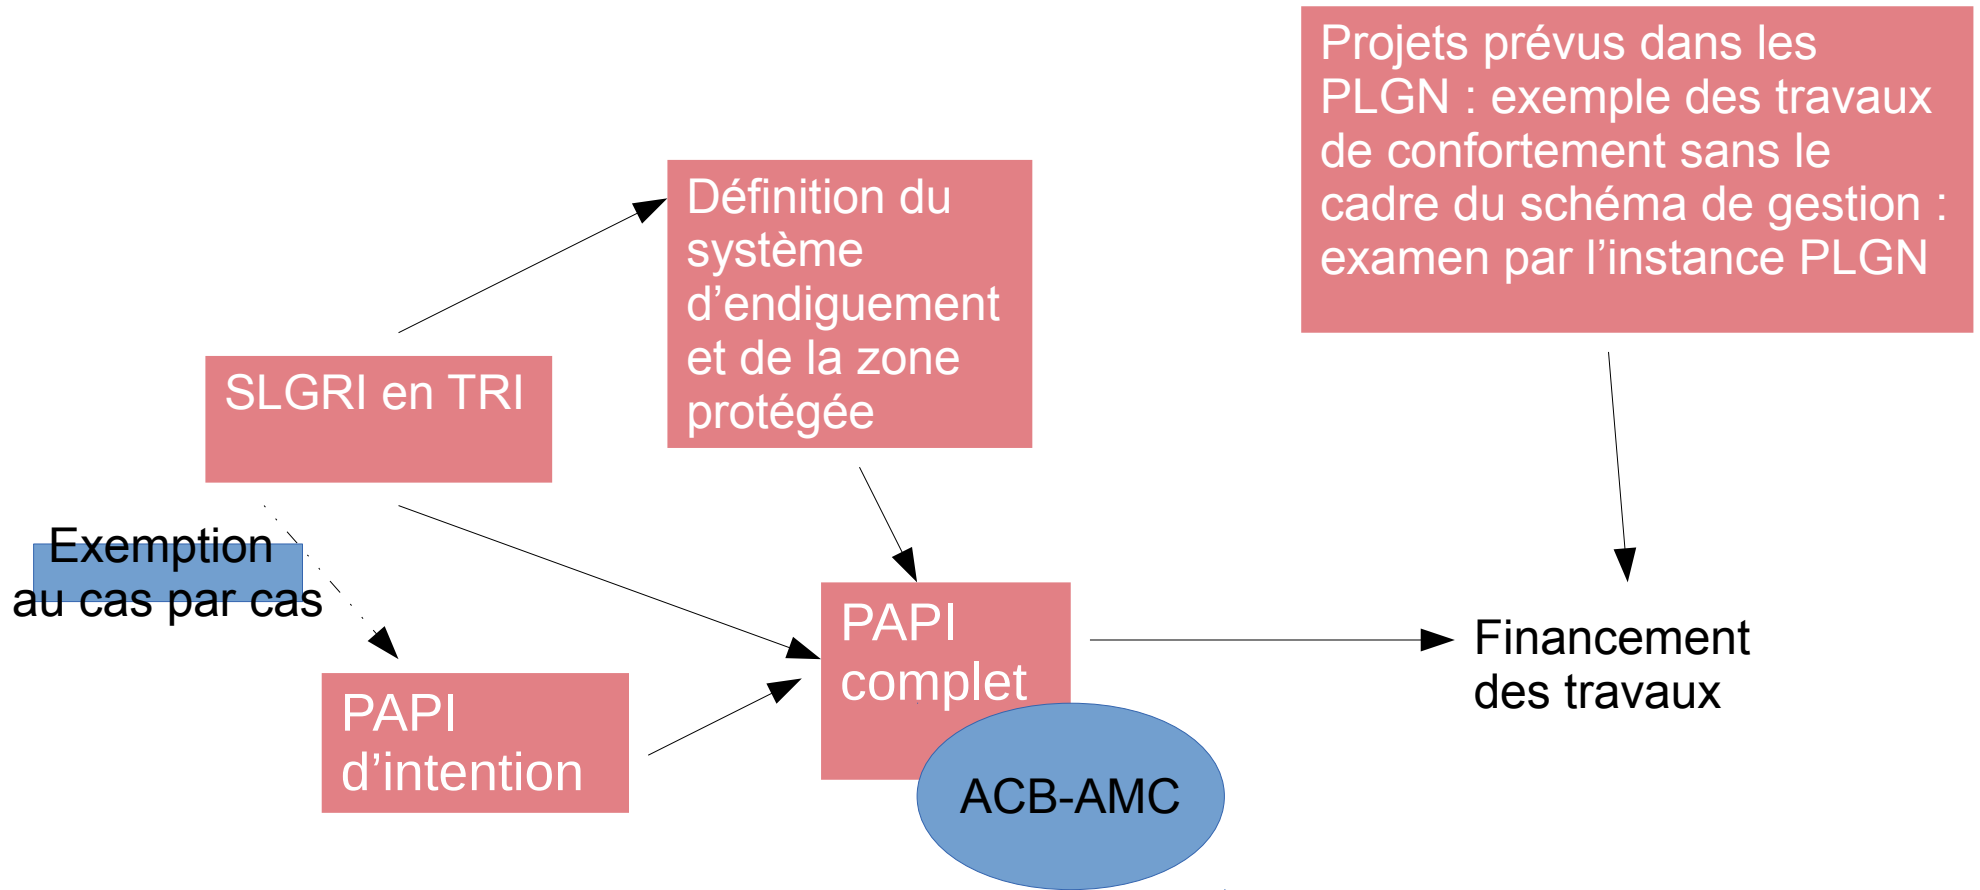 Projets prévus dans les
PLGN : exemple des travaux
de confortement sans le
cadre du schéma de gestion :
examen par l’instance PLGN
Définition du
système
d’endiguement
et de la zone
protégée
SLGRI en TRI
Exemption
au cas par cas
PAPI
complet
Financement
des travaux
PAPI
d’intention
ACB-AMC